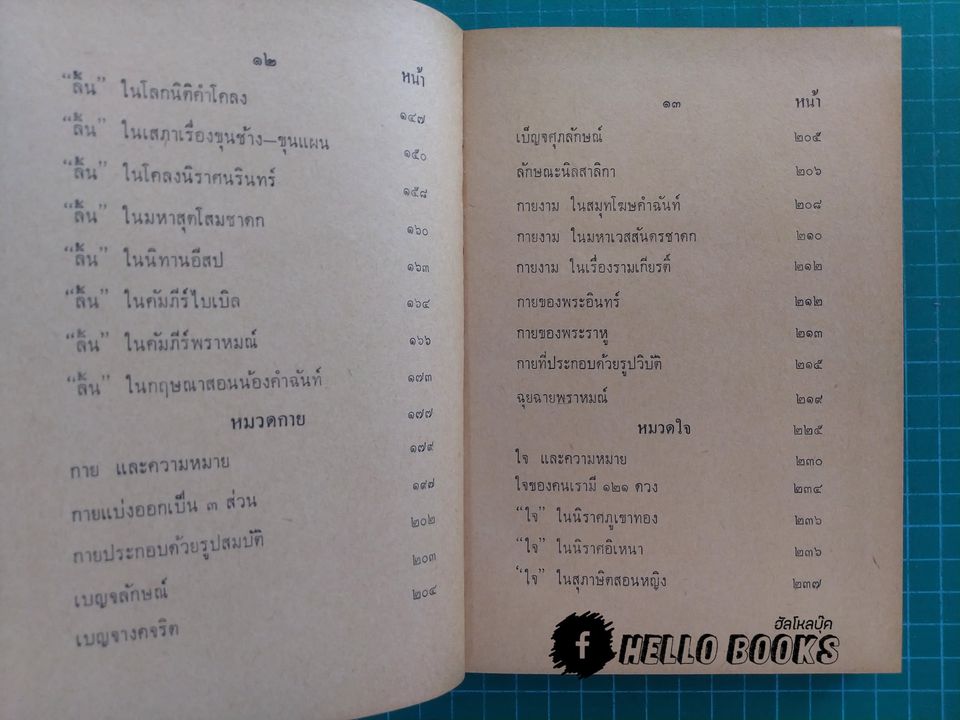 ๑๒
หน้า
“ลิ้น” ในโลกนิติคำโคลง ๑๔๗
“ลิ้น” ในเสภาเรื่องขุนช้าง–ขุนแผน ๑๕๐
“ลิ้น” ในโคลงนิราศนรินทร์ ๑๕๘
“ลิ้น” ในมหาสุตโสมชาดก ๑๖๐
“ลิ้น” ในนิทานอีสป ๑๖๓
“ลิ้น” ในคัมภีร์ไบเบิล ๑๖๔
“ลิ้น” ในคัมภีร์พราหมณ์ ๑๖๖
“ลิ้น” ในกฤษณาสอนน้องคำฉันท์ ๑๗๓
หมวดกาย ๑๗๗
กาย และความหมาย ๑๗๙
กายแบ่งออกเป็น ๓ ส่วน ๑๙๗
กายประกอบด้วยรูปสมบัติ ๒๐๒
เบญจลักษณ์ ๒๐๓
เบญจางคจริต ๒๐๔
๑๓ หน้า
เบ็ญจศุภลักษณ์ ๒๐๕
ลักษณะนิลสาลิกา ๒๐๖
กายงาม ในสมุทโฆษคำฉันท์ ๒๐๘
กายงาม ในมหาเวสสันดรชาดก ๒๑๐
กายงาม ในเรื่องรามเกียรติ์ ๒๑๒
กายของพระอินทร์ ๒๑๒
กายของพระราหู ๒๑๓
กายที่ประกอบด้วยรูปวิบัติ ๒๑๕
ฉุยฉายพราหมณ์ ๒๑๙
หมวดใจ ๒๒๕
ใจ และความหมาย ๒๓๐
ใจของคนเรามี ๑๒๑ ดวง ๒๓๔
“ใจ” ในนิราศภูเขาทอง ๒๓๖
“ใจ” ในนิราศอิเหนา ๒๓๖
“ใจ” ในสุภาษิตสอนหญิง ๒๓๗
ฮัลโหลบุ๊ค
f HELLO BOOKS